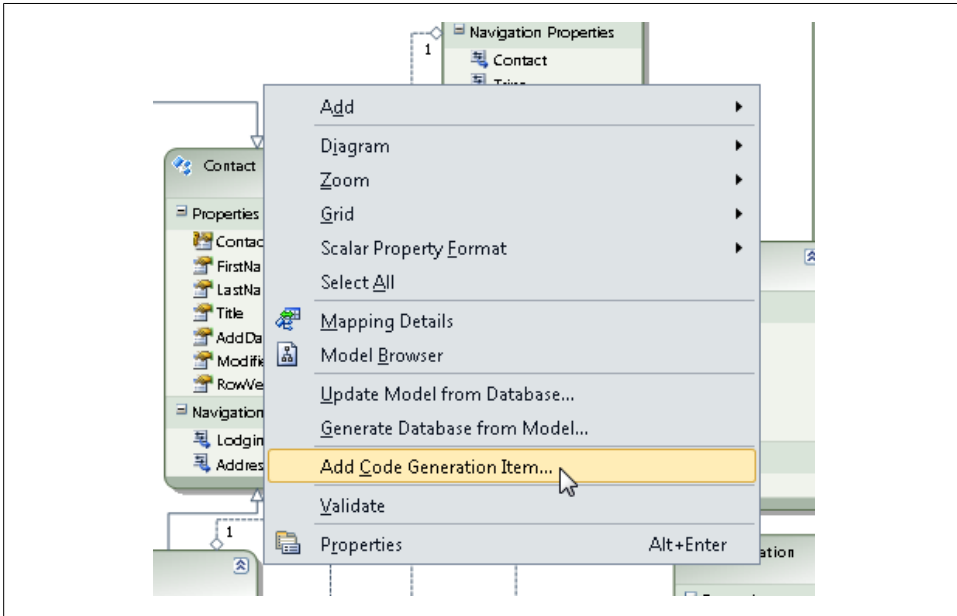 Navigation Properties
1
Contact
Add
Diagram
Contact
Zoom
Properties
Grid
Scalar Property Format
Title
Select All
Mapping Details
Model Browser
Navigation
Update Model from Database...
Generate Database from Model...
Add Code Generation Item...
Validate
1
Properties
Alt+Enter